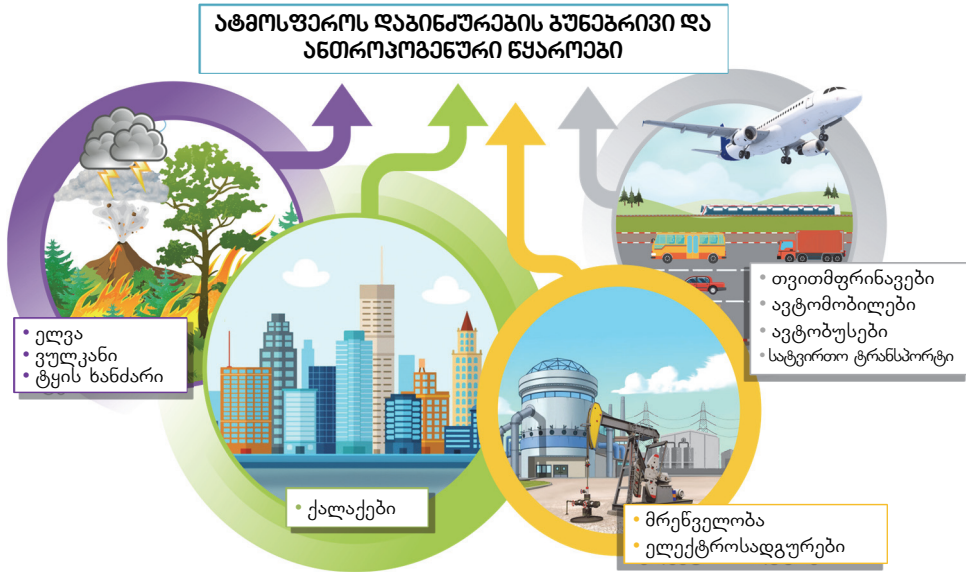 ატმოსფეროს დაბინძურების ბუნებრივი და
ანთროპოგენური წყაროები
• ელვა
• ვულკანი
• ტყის ხანძარი
• ქალაქები
• მრეწველობა
• ელექტროსადგურები
• თვითმფრინავები
• ავტომობილები
• ავტობუსები
• სატვირთო ტრანსპორტი